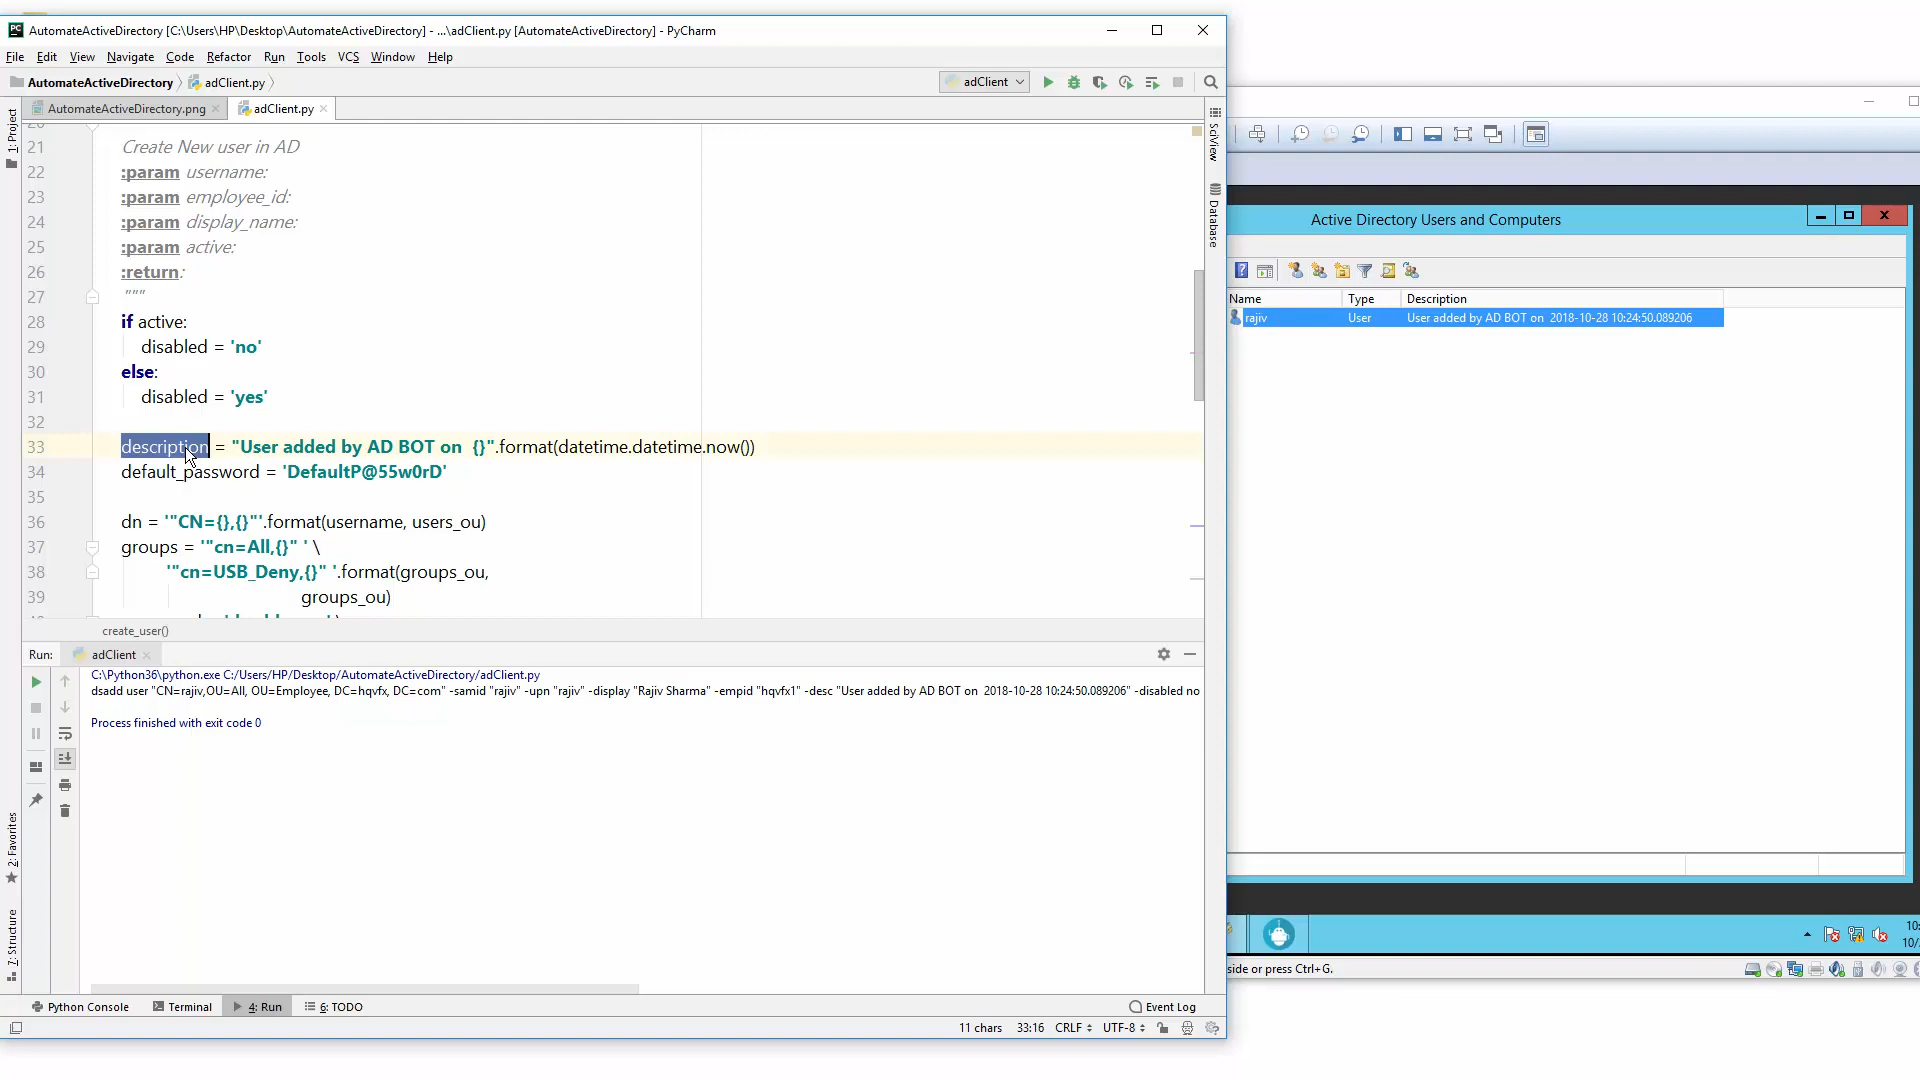 AutomateActiveDirectory [C:\Users\HP\Desktop\AutomateActiveDirectory] - ...\adClient.py [AutomateActiveDirectory] - PyCharm
File Edit View Navigate Code Refactor Run Tools VCS Window Help
AutomateActiveDirectory adClient.py
adClient
AutomateActiveDirectory.png adClient.py
1: Project
SciView
Database
21 Create New user in AD
22 :param username:
23 :param employee_id:
24 :param display_name:
25 :param active:
26 :return:
27 """
28 if active:
29 disabled = 'no'
30 else:
31 disabled = 'yes'
32
33 description = "User added by AD BOT on  {}".format(datetime.datetime.now())
34 default_password = 'DefaultP@55w0rD'
35
36 dn = '"CN={},{}"'.format(username, users_ou)
37 groups = '"cn=All,{}" ' \
38 '"cn=USB_Deny,{}" '.format(groups_ou,
39 groups_ou)
create_user()
Run: adClient
C:\Python36\python.exe C:/Users/HP/Desktop/AutomateActiveDirectory/adClient.py
dsadd user "CN=rajiv,OU=All, OU=Employee, DC=hqvfx, DC=com" -samid "rajiv" -upn "rajiv" -display "Rajiv Sharma" -empid "hqvfx1" -desc "User added by AD BOT on  2018-10-28 10:24:50.089206" -disabled no
Process finished with exit code 0
2: Favorites
7: Structure
Python Console Terminal 4: Run 6: TODO Event Log
11 chars 33:16 CRLF UTF-8
Active Directory Users and Computers
Name Type Description
rajiv User User added by AD BOT on  2018-10-28 10:24:50.089206
10:
10/
side or press Ctrl+G.